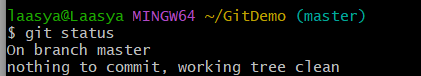 laasya@Laasya MINGW64 ~/GitDemo (master)
$ git status
On branch master
nothing to commit, working tree clean